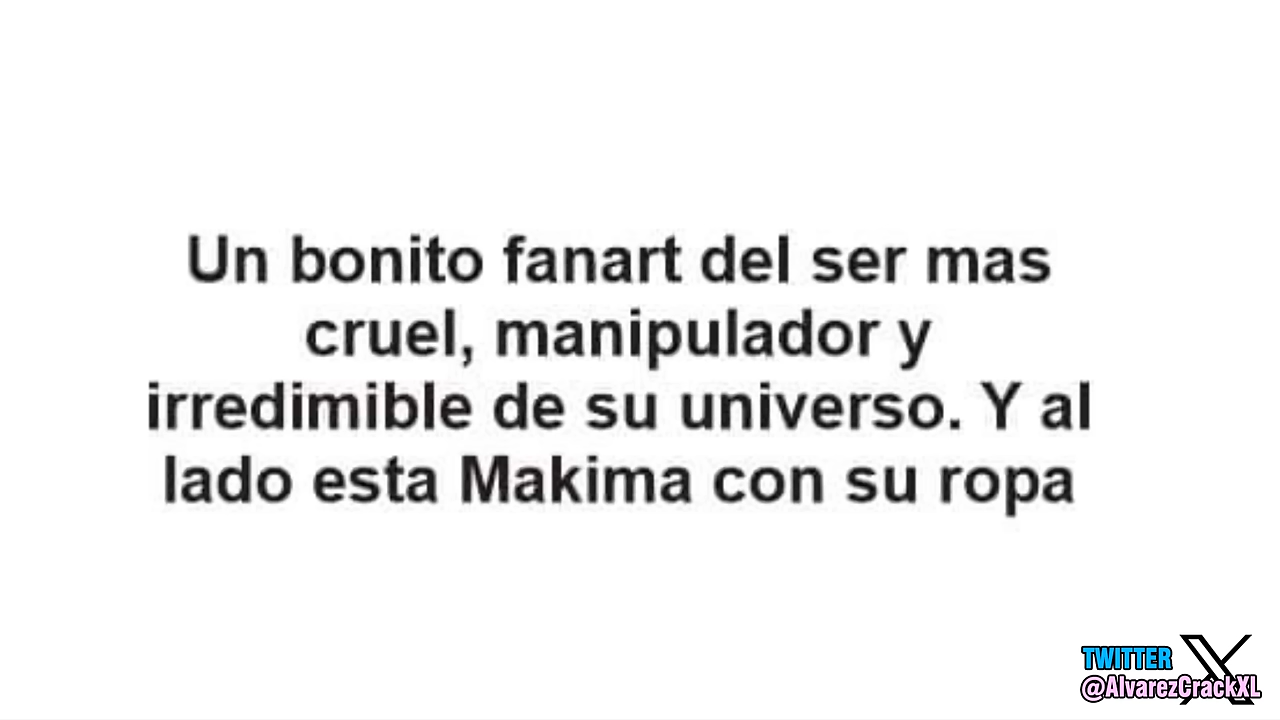 Un bonito fanart del ser mas
cruel, manipulador y
irredimible de su universo. Y al
lado esta Makima con su ropa
TWITTER
@AlvarezCrackXL